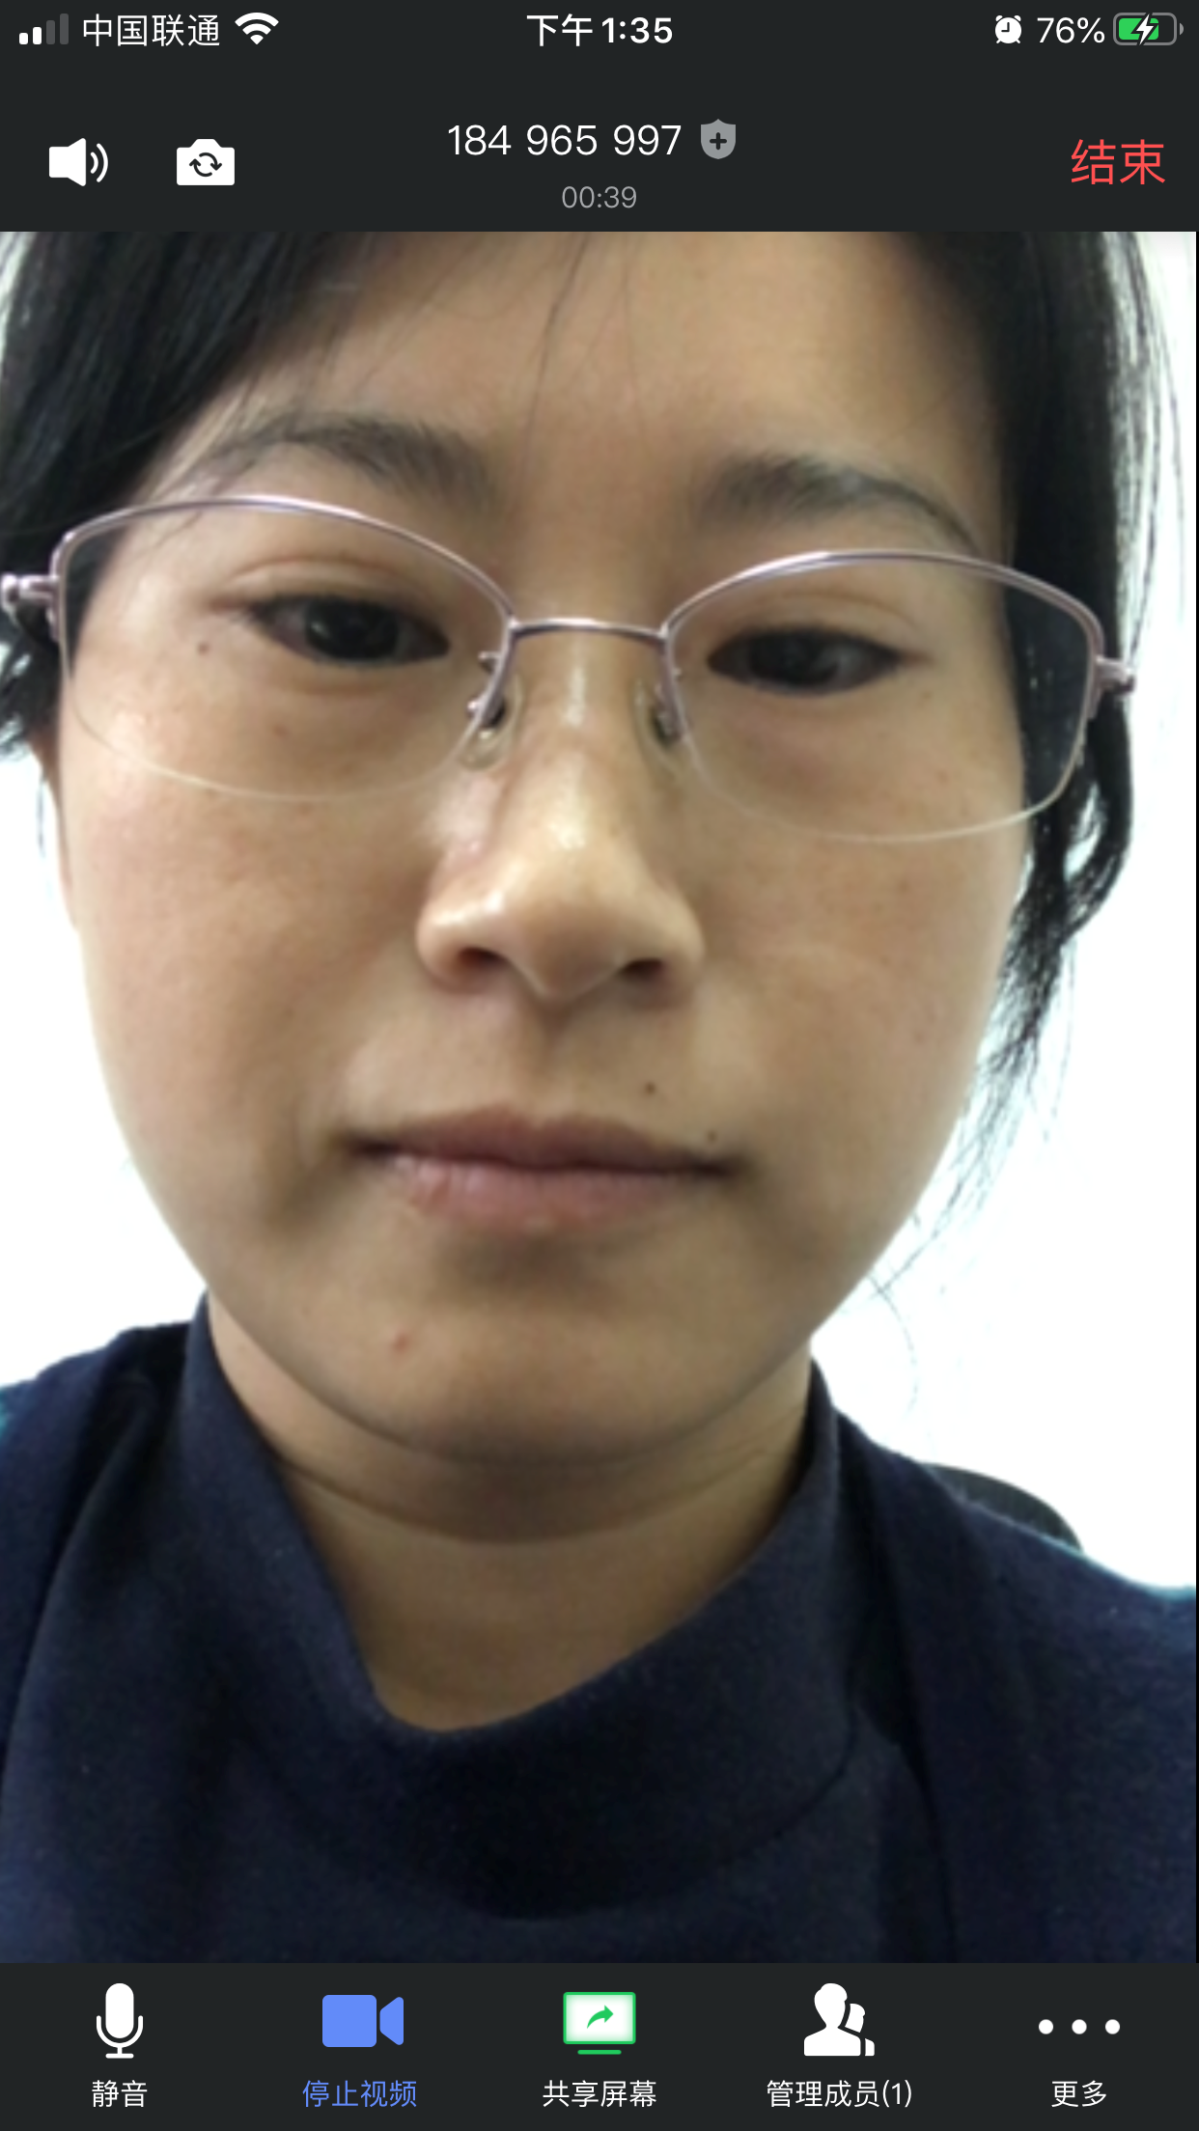 中国联通 下午1:35 76%
184 965 997
00:39
结束
静音 停止视频 共享屏幕 管理成员(1) 更多